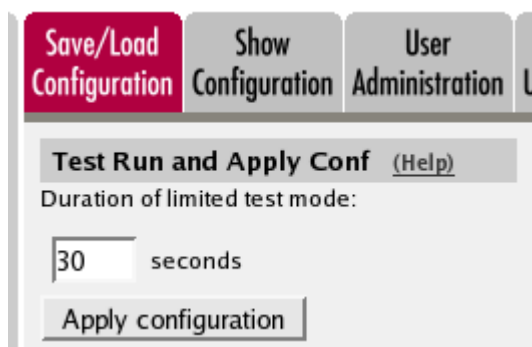 Save/Load
Configuration
Show
Configuration
User
Administration
Test Run and Apply Conf (Help)
Duration of limited test mode:
30 seconds
Apply configuration